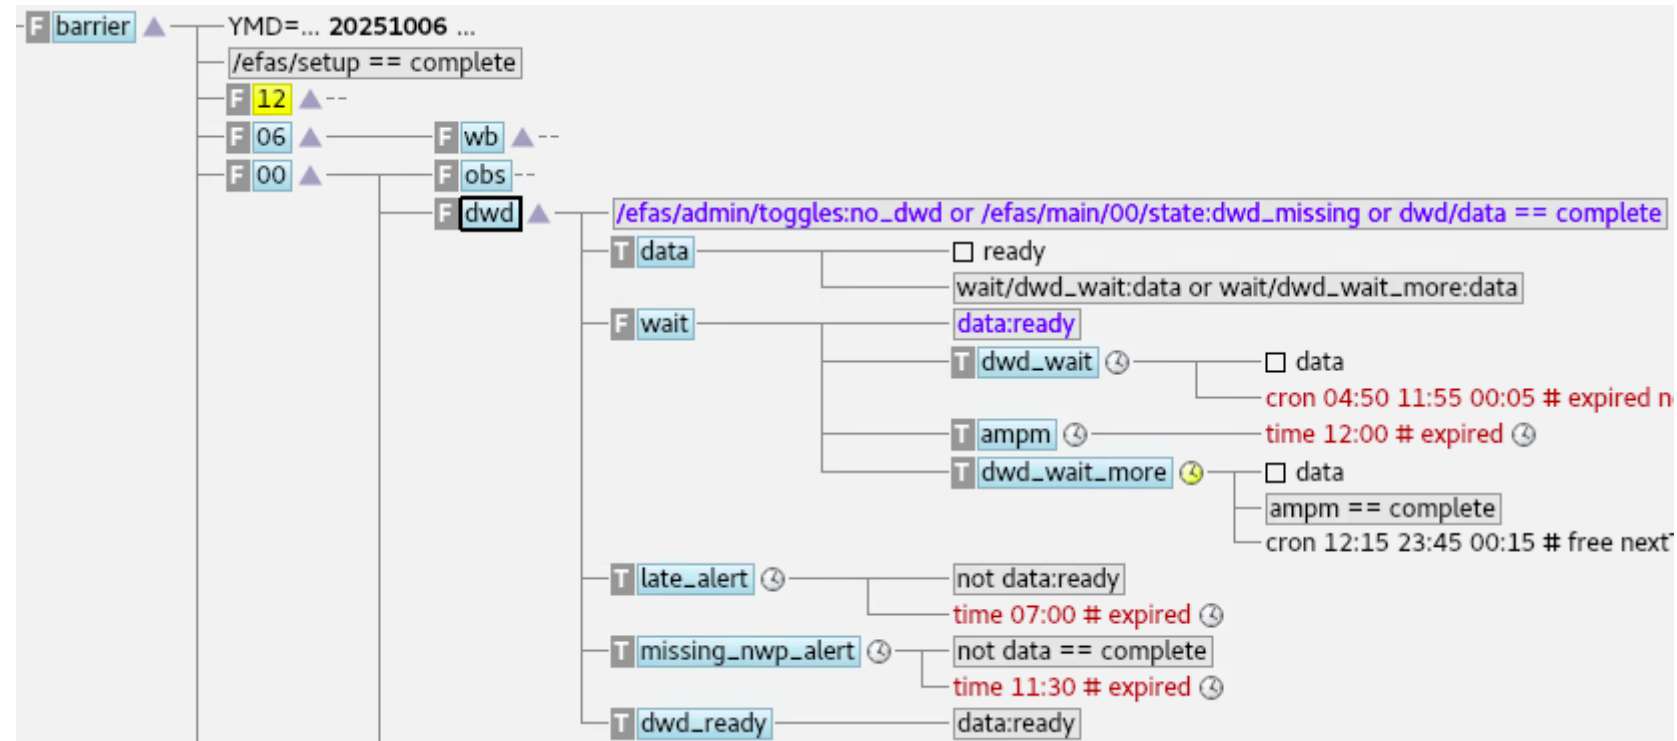 F barrier YMD=... 20251006 ...
/efas/setup == complete
F 12 --
F 06 F wb --
F 00 F obs --
F dwd /efas/admin/toggles:no_dwd or /efas/main/00/state:dwd_missing or dwd/data == complete
T data ready
wait/dwd_wait:data or wait/dwd_wait_more:data
F wait data:ready
T dwd_wait data
cron 04:50 11:55 00:05 # expired n
T ampm time 12:00 # expired
T dwd_wait_more data
ampm == complete
cron 12:15 23:45 00:15 # free nextT
T late_alert not data:ready
time 07:00 # expired
T missing_nwp_alert not data == complete
time 11:30 # expired
T dwd_ready data:ready